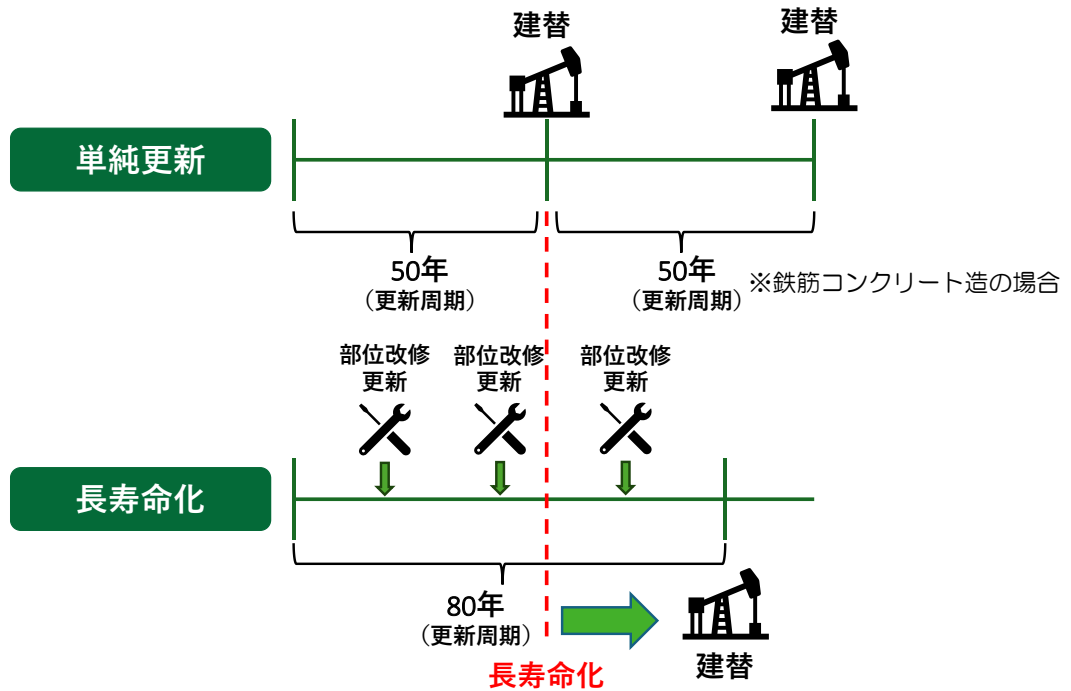 建替
建替
単純更新
50年
(更新周期)
50年
(更新周期)
※鉄筋コンクリート造の場合
部位改修
更新
部位改修
更新
部位改修
更新
長寿命化
80年
(更新周期)
建替
長寿命化